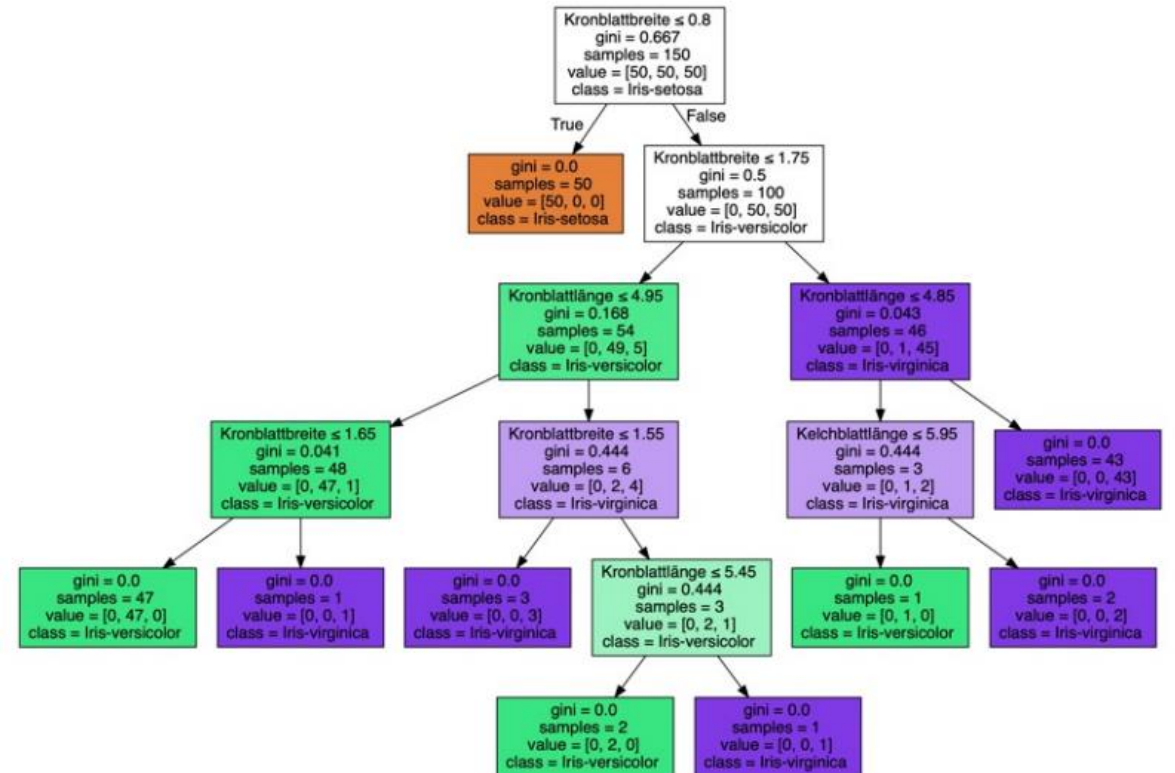 Kronblattbreite ≤ 0.8
gini = 0.667
samples = 150
value = [50, 50, 50]
class = Iris-setosa
True
False
gini = 0.0
samples = 50
value = [50, 0, 0]
class = Iris-setosa
Kronblattbreite ≤ 1.75
gini = 0.5
samples = 100
value = [0, 50, 50]
class = Iris-versicolor
Kronblattlänge ≤ 4.95
gini = 0.168
samples = 54
value = [0, 49, 5]
class = Iris-versicolor
Kronblattlänge ≤ 4.85
gini = 0.043
samples = 46
value = [0, 1, 45]
class = Iris-virginica
Kronblattbreite ≤ 1.65
gini = 0.041
samples = 48
value = [0, 47, 1]
class = Iris-versicolor
Kronblattbreite ≤ 1.55
gini = 0.444
samples = 6
value = [0, 2, 4]
class = Iris-virginica
Kelchblattlänge ≤ 5.95
gini = 0.444
samples = 3
value = [0, 1, 2]
class = Iris-virginica
gini = 0.0
samples = 43
value = [0, 0, 43]
class = Iris-virginica
gini = 0.0
samples = 47
value = [0, 47, 0]
class = Iris-versicolor
gini = 0.0
samples = 1
value = [0, 0, 1]
class = Iris-virginica
gini = 0.0
samples = 3
value = [0, 0, 3]
class = Iris-virginica
Kronblattlänge ≤ 5.45
gini = 0.444
samples = 3
value = [0, 2, 1]
class = Iris-versicolor
gini = 0.0
samples = 1
value = [0, 1, 0]
class = Iris-versicolor
gini = 0.0
samples = 2
value = [0, 0, 2]
class = Iris-virginica
gini = 0.0
samples = 2
value = [0, 2, 0]
class = Iris-versicolor
gini = 0.0
samples = 1
value = [0, 0, 1]
class = Iris-virginica